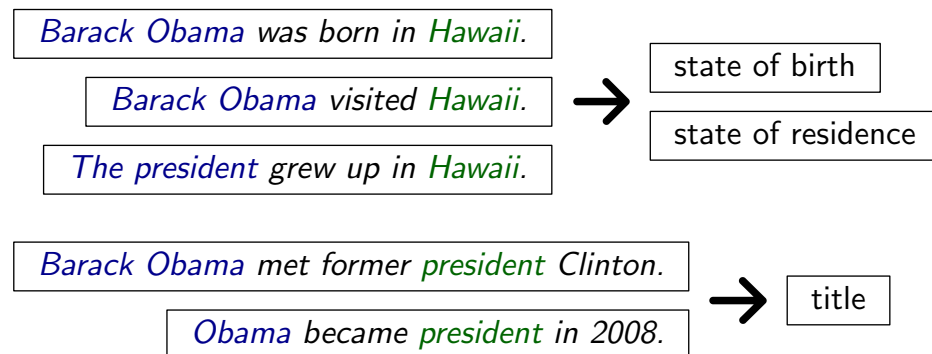 Barack Obama was born in Hawaii.
Barack Obama visited Hawaii.
The president grew up in Hawaii.
state of birth
state of residence
Barack Obama met former president Clinton.
Obama became president in 2008.
title